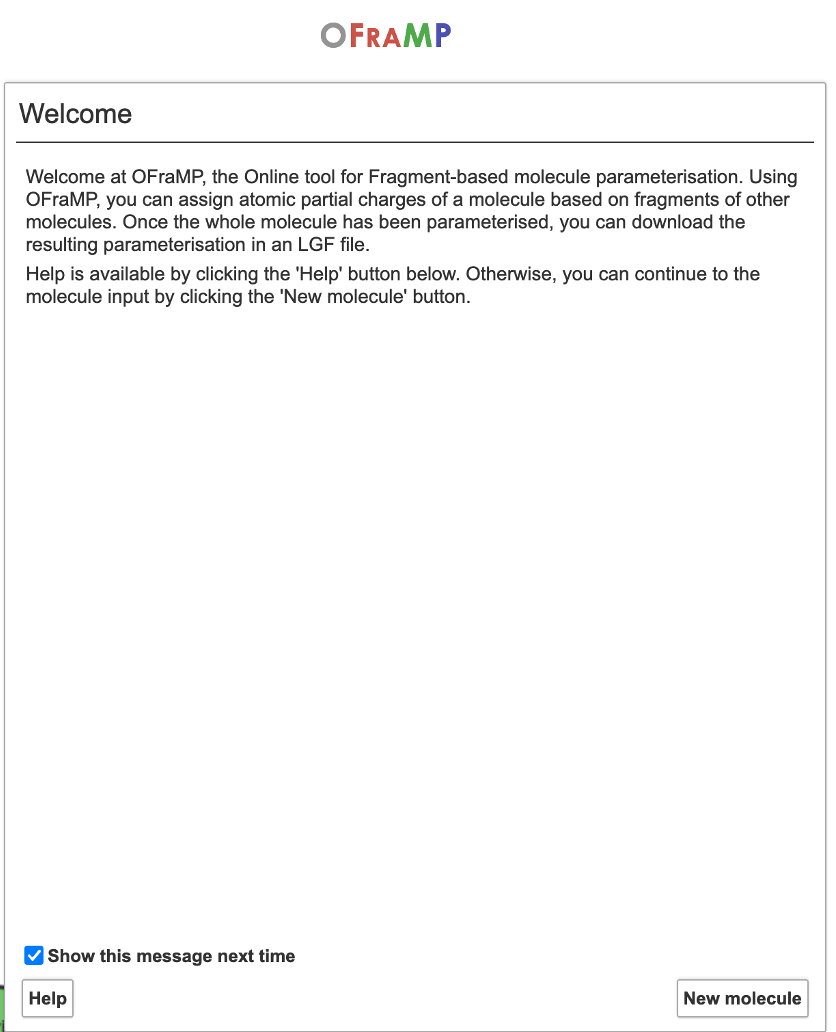 OFRAMP
Welcome
Welcome at OFraMP, the Online tool for Fragment-based molecule parameterisation. Using
OFraMP, you can assign atomic partial charges of a molecule based on fragments of other
molecules. Once the whole molecule has been parameterised, you can download the
resulting parameterisation in an LGF file.
Help is available by clicking the 'Help' button below. Otherwise, you can continue to the
molecule input by clicking the 'New molecule' button.
Show this message next time
Help
New molecule